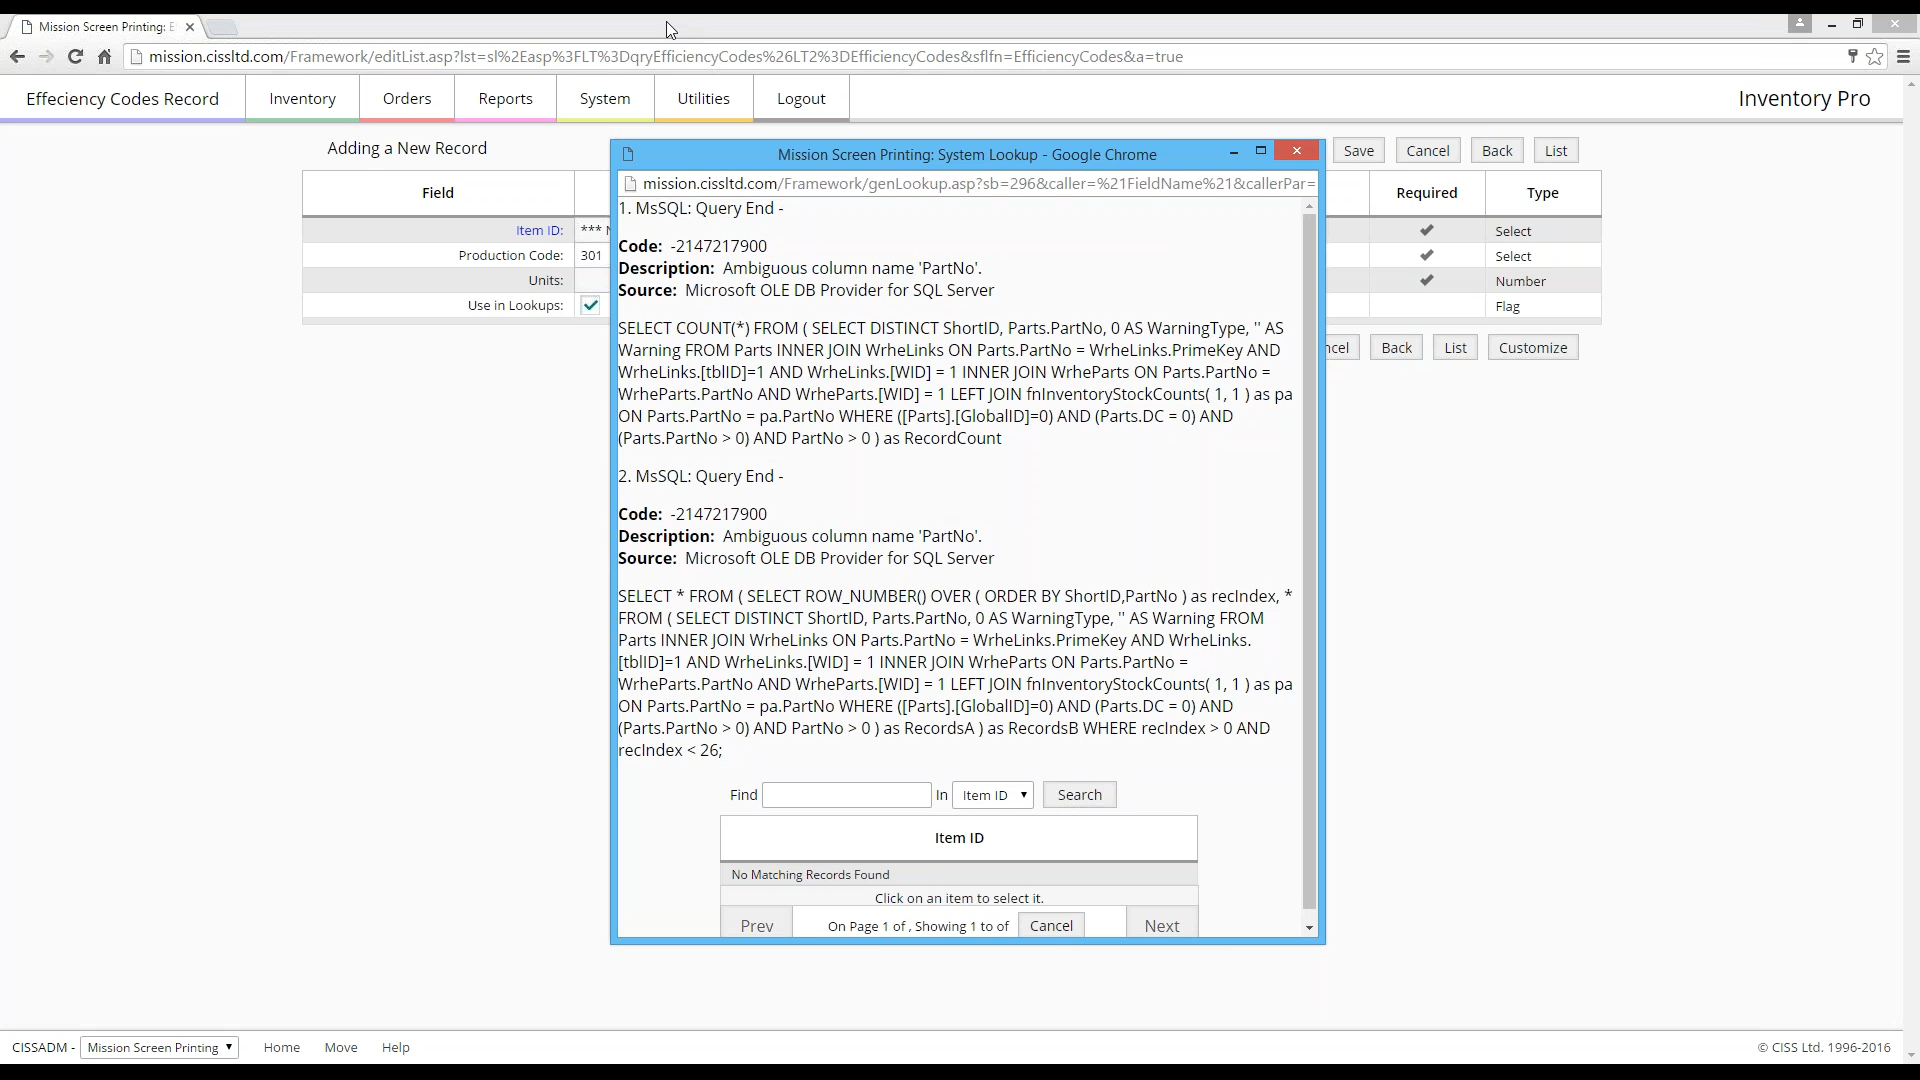 Mission Screen Printing: E
mission.cissltd.com/Framework/editList.asp?lst=sl%2Easp%3FLT%3DqryEfficiencyCodes%26LT2%3DEfficiencyCodes&sflfn=EfficiencyCodes&a=true
Effeciency Codes Record Inventory Orders Reports System Utilities Logout Inventory Pro
Adding a New Record
Save Cancel Back List
Field Required Type
Item ID: *** Select
Production Code: 301 Select
Units: Number
Use in Lookups: Flag
ncel Back List Customize
Mission Screen Printing: System Lookup - Google Chrome
mission.cissltd.com/Framework/genLookup.asp?sb=296&caller=%21FieldName%21&callerPar=
1. MsSQL: Query End -
Code: -2147217900
Description: Ambiguous column name 'PartNo'.
Source: Microsoft OLE DB Provider for SQL Server
SELECT COUNT(*) FROM ( SELECT DISTINCT ShortID, Parts.PartNo, 0 AS WarningType, '' AS
Warning FROM Parts INNER JOIN WrheLinks ON Parts.PartNo = WrheLinks.PrimeKey AND
WrheLinks.[tblID]=1 AND WrheLinks.[WID] = 1 INNER JOIN WrheParts ON Parts.PartNo =
WrheParts.PartNo AND WrheParts.[WID] = 1 LEFT JOIN fnInventoryStockCounts( 1, 1 ) as pa
ON Parts.PartNo = pa.PartNo WHERE ([Parts].[GlobalID]=0) AND (Parts.DC = 0) AND
(Parts.PartNo > 0) AND PartNo > 0 ) as RecordCount
2. MsSQL: Query End -
Code: -2147217900
Description: Ambiguous column name 'PartNo'.
Source: Microsoft OLE DB Provider for SQL Server
SELECT * FROM ( SELECT ROW_NUMBER() OVER ( ORDER BY ShortID,PartNo ) as recIndex, *
FROM ( SELECT DISTINCT ShortID, Parts.PartNo, 0 AS WarningType, '' AS Warning FROM
Parts INNER JOIN WrheLinks ON Parts.PartNo = WrheLinks.PrimeKey AND WrheLinks.
[tblID]=1 AND WrheLinks.[WID] = 1 INNER JOIN WrheParts ON Parts.PartNo =
WrheParts.PartNo AND WrheParts.[WID] = 1 LEFT JOIN fnInventoryStockCounts( 1, 1 ) as pa
ON Parts.PartNo = pa.PartNo WHERE ([Parts].[GlobalID]=0) AND (Parts.DC = 0) AND
(Parts.PartNo > 0) AND PartNo > 0 ) as RecordsA ) as RecordsB WHERE recIndex > 0 AND
recIndex < 26;
Find In Item ID Search
Item ID
No Matching Records Found
Click on an item to select it.
Prev On Page 1 of , Showing 1 to of Cancel Next
CISSADM - Mission Screen Printing Home Move Help © CISS Ltd. 1996-2016